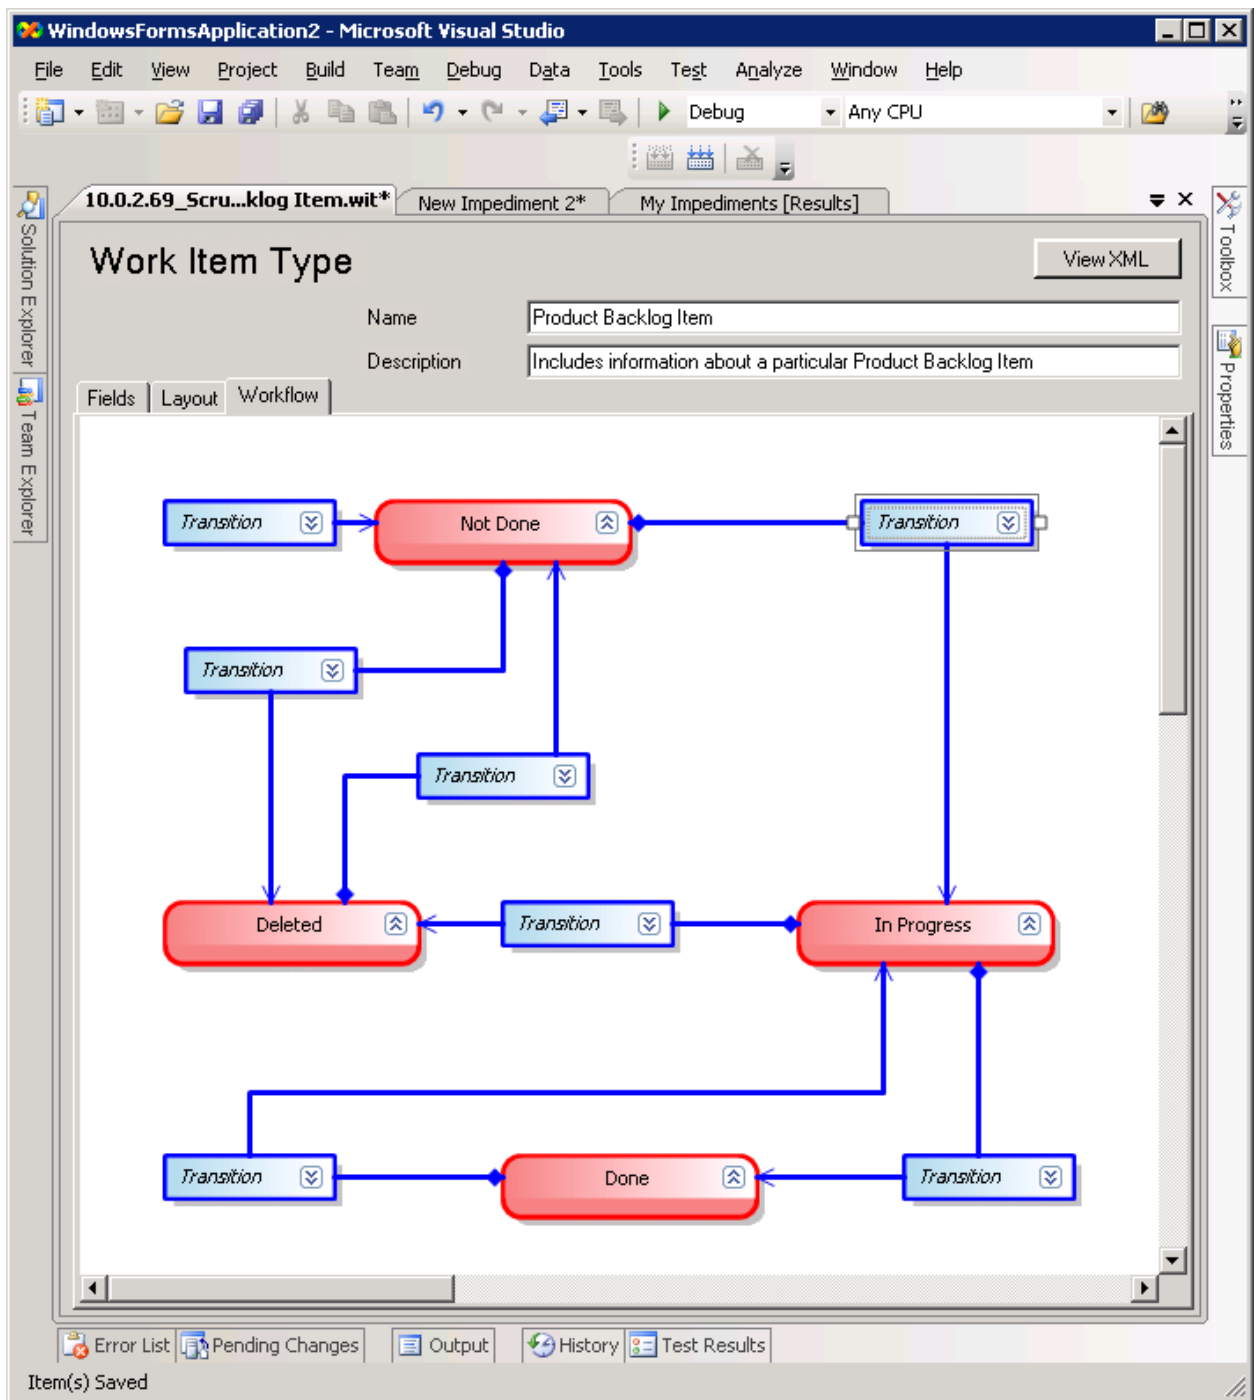 WindowsFormsApplication2 - Microsoft Visual Studio
File Edit View Project Build Team Debug Data Tools Test Analyze Window Help
Debug Any CPU
10.0.2.69_Scru...klog Item.wit* New Impediment 2* My Impediments [Results]
Solution Explorer
Team Explorer
Toolbox
Properties
Work Item Type
View XML
Name Product Backlog Item
Description Includes information about a particular Product Backlog Item
Fields Layout Workflow
Transition Not Done Transition
Transition
Transition
Deleted Transition In Progress
Transition Done Transition
Error List Pending Changes Output History Test Results
Item(s) Saved